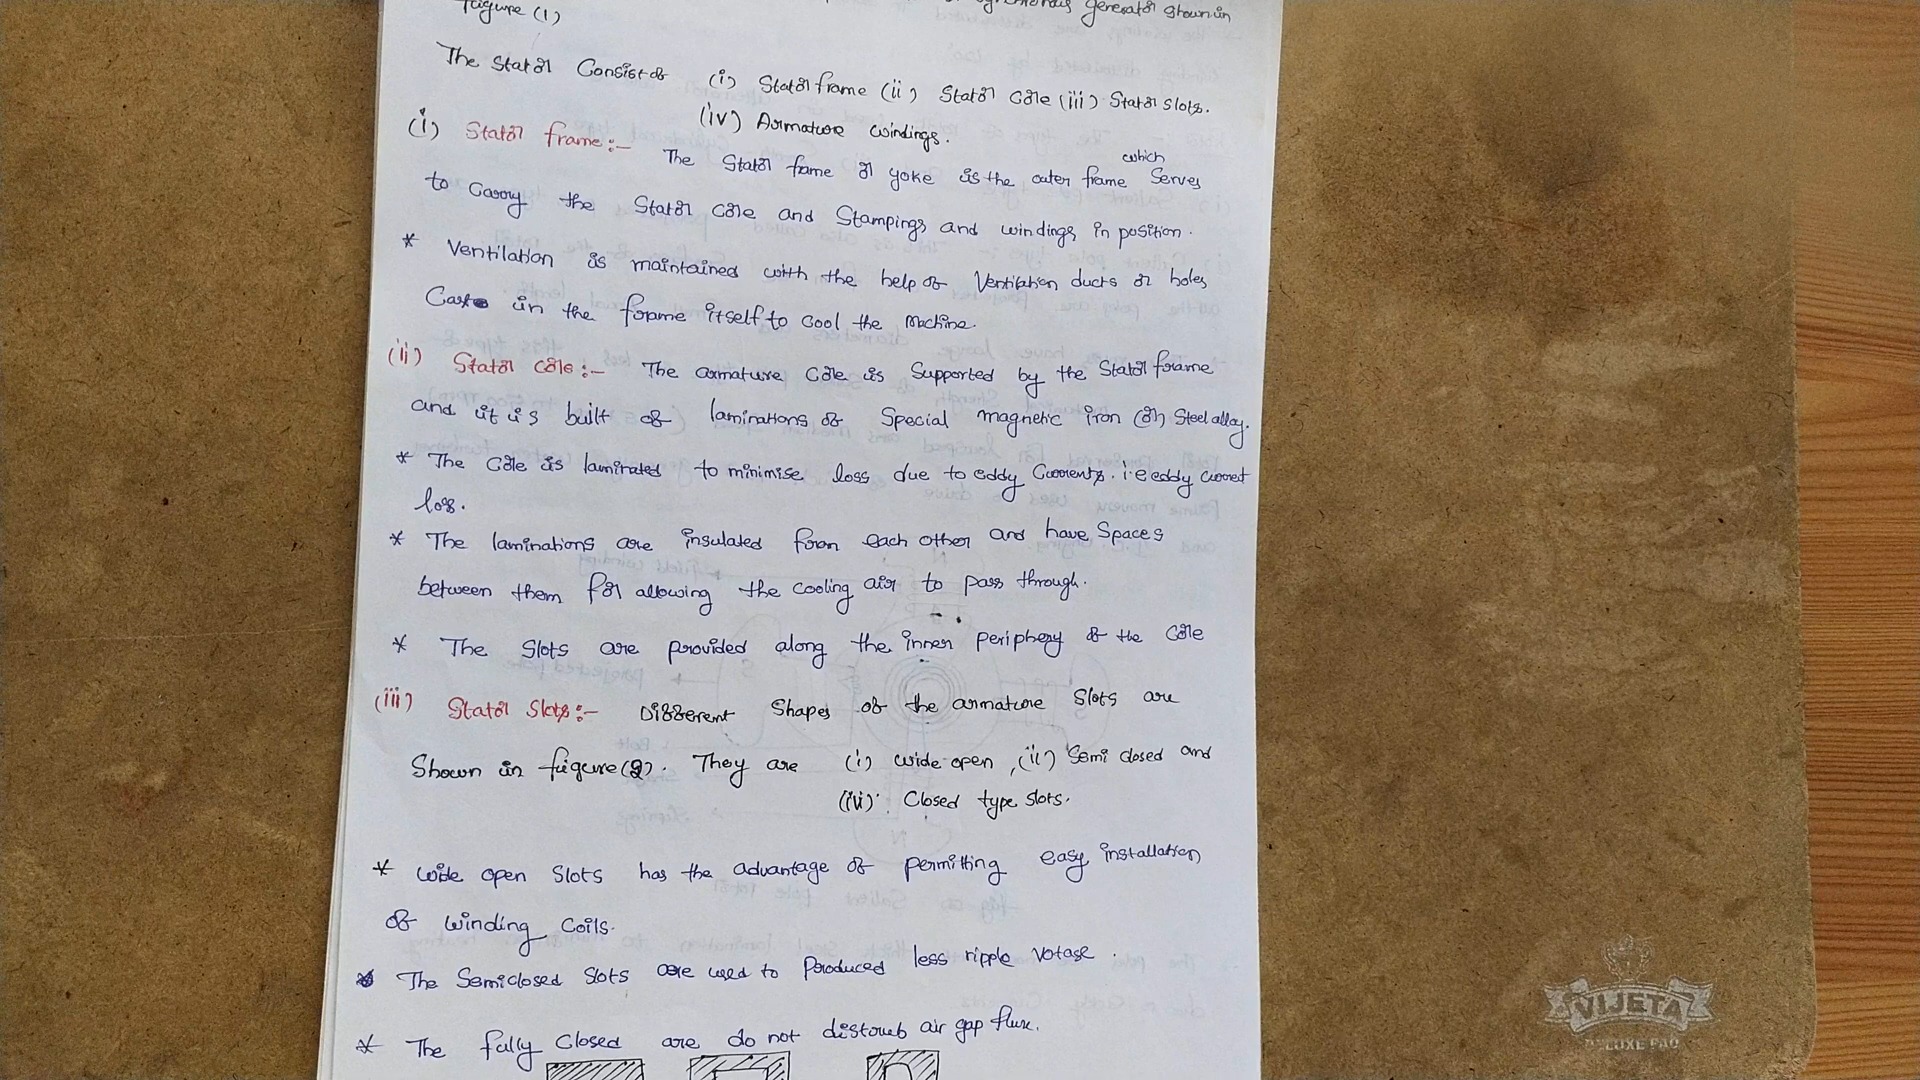 generator shown in
figure (1)
The stator Consist of (i) Stator frame (ii) Stator Core (iii) Stator slots.
(iv) Armature windings.
(i) Stator frame:- The Stator frame or yoke is the outer frame which Serves
to Carry the Stator Core and Stampings and windings in position.
* Ventilation is maintained with the help of Ventilation ducts or holes
Cast in the frame itself to cool the machine.
(ii) Stator Core:- The armature Core is Supported by the Stator frame
and it is built of laminations of Special magnetic iron (or) Steel alloy.
* The Core is laminated to minimise loss due to eddy Currents. i.e eddy current
loss.
* The laminations are insulated from each other and have Spaces
between them for allowing the cooling air to pass through.
* The Slots are provided along the inner periphery of the Core
(iii) Stator Slots:- Different Shapes of the armature Slots are
Shown in figure (2). They are (i) wide open, (ii) Semi closed and
(iii) Closed type slots.
* wide open Slots has the advantage of permitting easy installation
of winding Coils.
* The Semiclosed Slots are used to Produced less ripple Votage.
* The fully Closed are do not distoub air gap flux.
VIJETA
DELUXE PAD